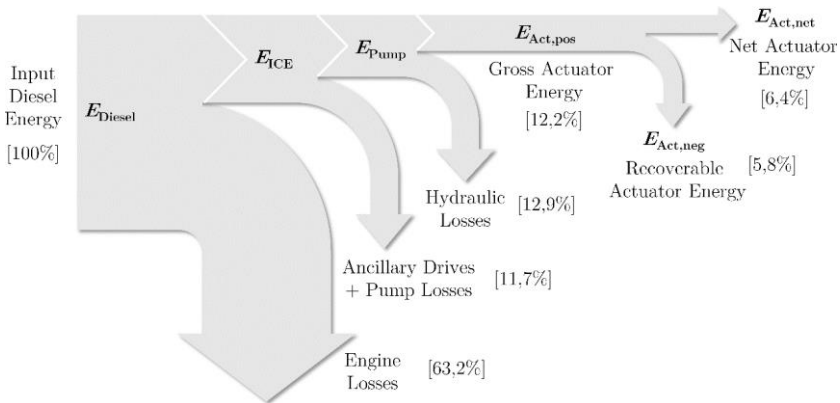 Input
Diesel
Energy
[100%]
E_Diesel
E_ICE
E_Pump
E_Act,pos
Gross Actuator
Energy
[12,2%]
E_Act,net
Net Actuator
Energy
[6,4%]
E_Act,neg
Recoverable
Actuator Energy
[5,8%]
Hydraulic
Losses
[12,9%]
Ancillary Drives
+ Pump Losses
[11,7%]
Engine
Losses
[63,2%]